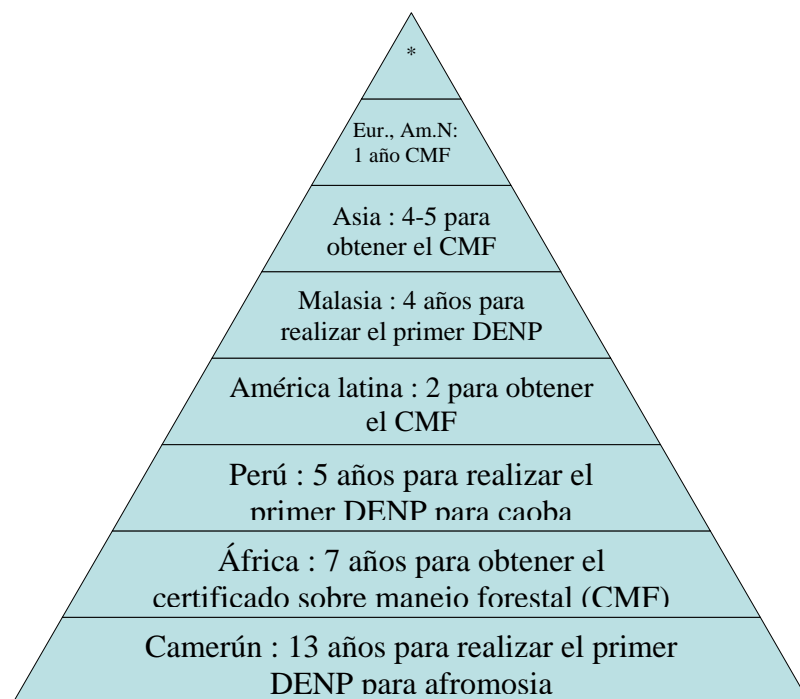 *
Eur., Am.N:
1 año CMF
Asia : 4-5 para
obtener el CMF
Malasia : 4 años para
realizar el primer DENP
América latina : 2 para obtener
el CMF
Perú : 5 años para realizar el
primer DENP para caoba
África : 7 años para obtener el
certificado sobre manejo forestal (CMF)
Camerún : 13 años para realizar el primer
DENP para afromosia